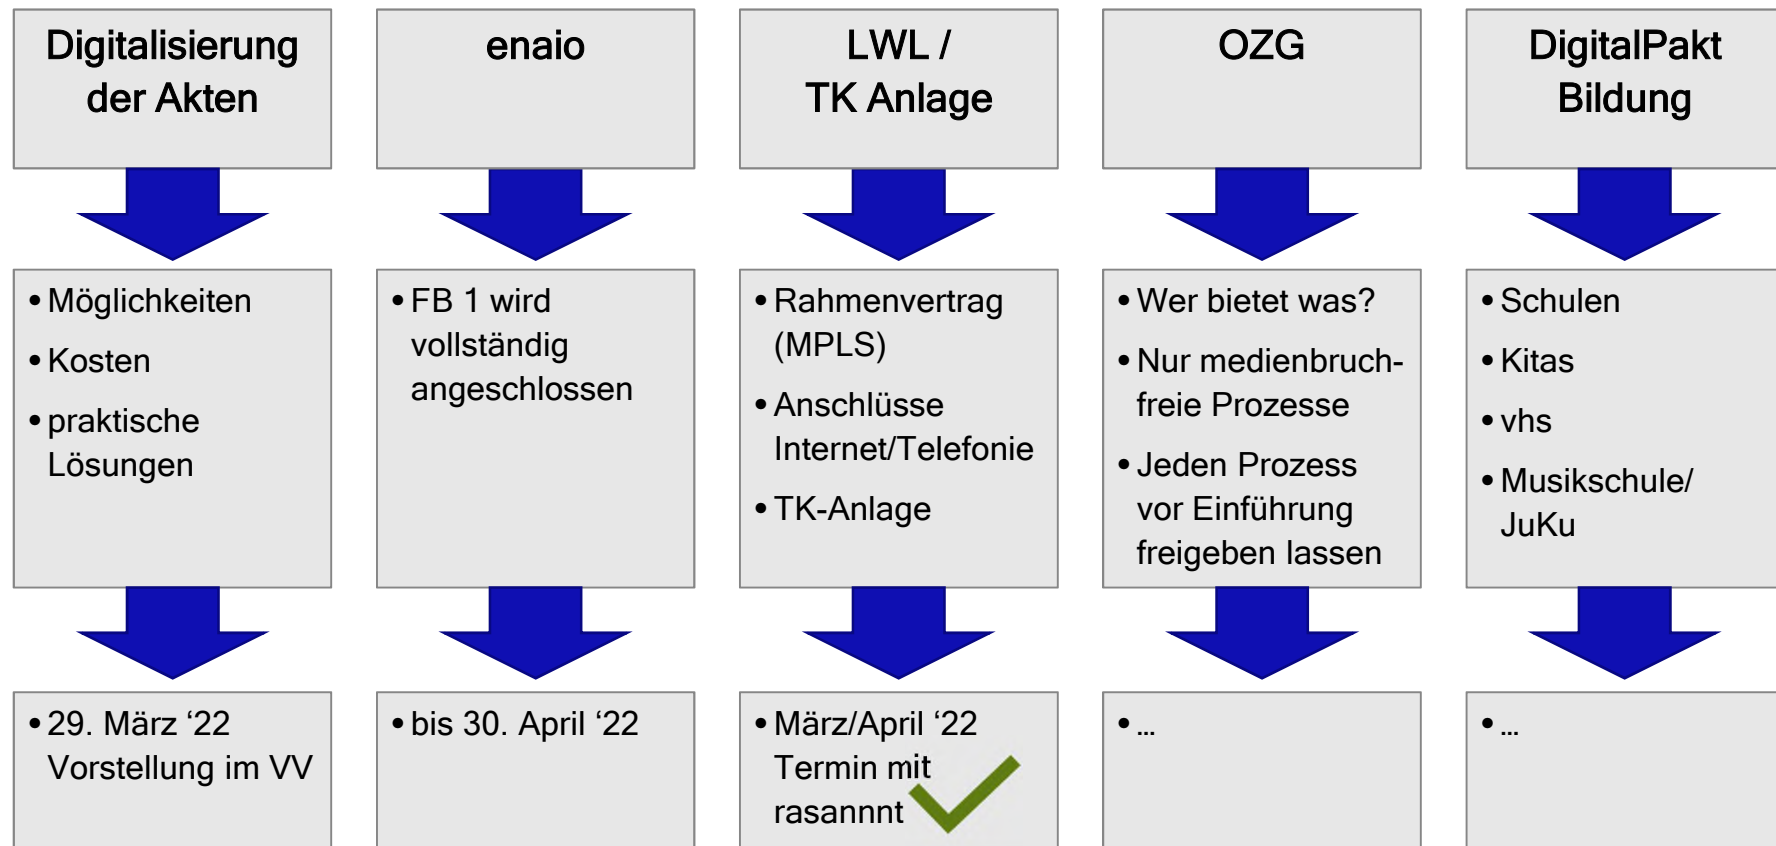 Digitalisierung
der Akten
enaio
LWL /
TK Anlage
OZG
DigitalPakt
Bildung
• Möglichkeiten
• Kosten
• praktische
Lösungen
• FB 1 wird
vollständig
angeschlossen
• Rahmenvertrag
(MPLS)
• Anschlüsse
Internet/Telefonie
• TK-Anlage
• Wer bietet was?
• Nur medienbruch-
freie Prozesse
• Jeden Prozess
vor Einführung
freigeben lassen
• Schulen
• Kitas
• vhs
• Musikschule/
JuKu
• 29. März ‘22
Vorstellung im VV
• bis 30. April ‘22
• März/April ‘22
Termin mit
rasannnt
• ...
• ...